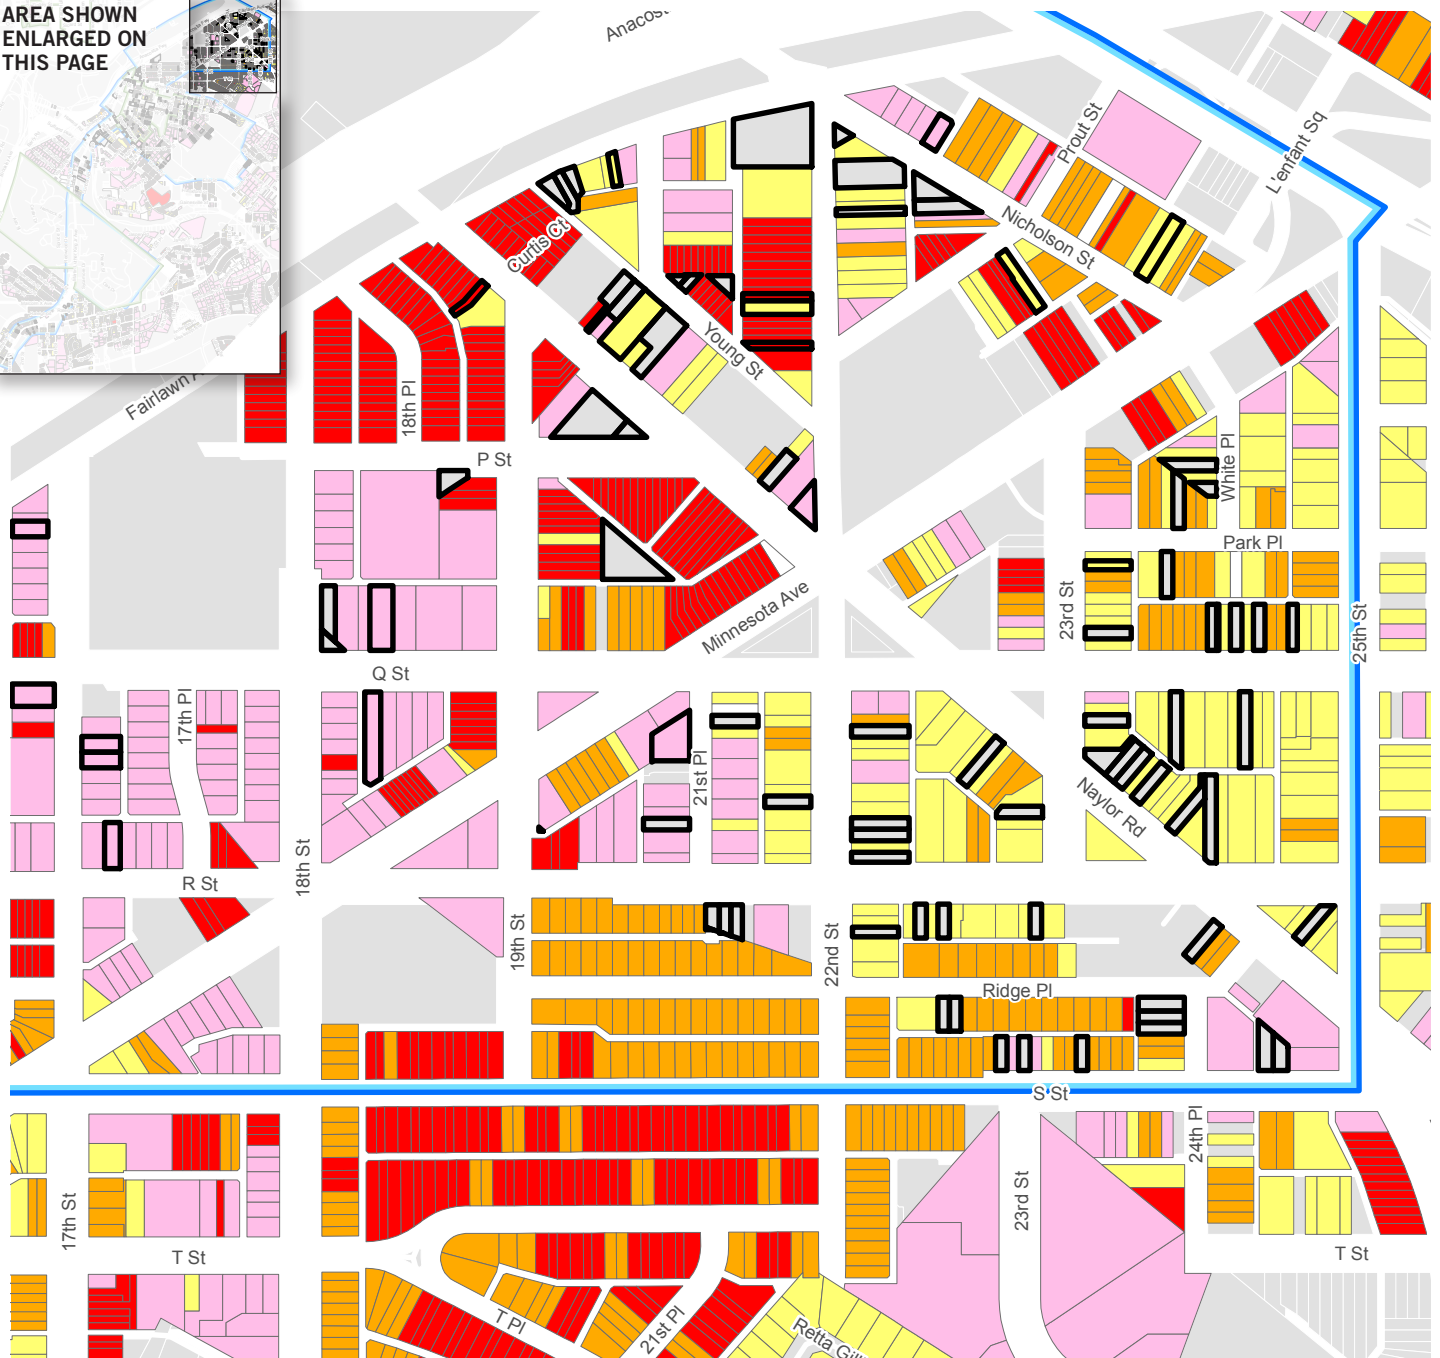 AREA SHOWN
ENLARGED ON
THIS PAGE
Anacost
Prout St
L'enfant Sq
Nicholson St
Curtis Ct
Young St
Fairlawn A
18th Pl
P St
White Pl
Park Pl
Minnesota Ave
23rd St
25th St
Q St
17th Pl
21st Pl
Naylor Rd
18th St
R St
19th St
22nd St
Ridge Pl
S St
24th Pl
17th St
23rd St
T St
T St
T Pl
21st Pl
Retta Gil